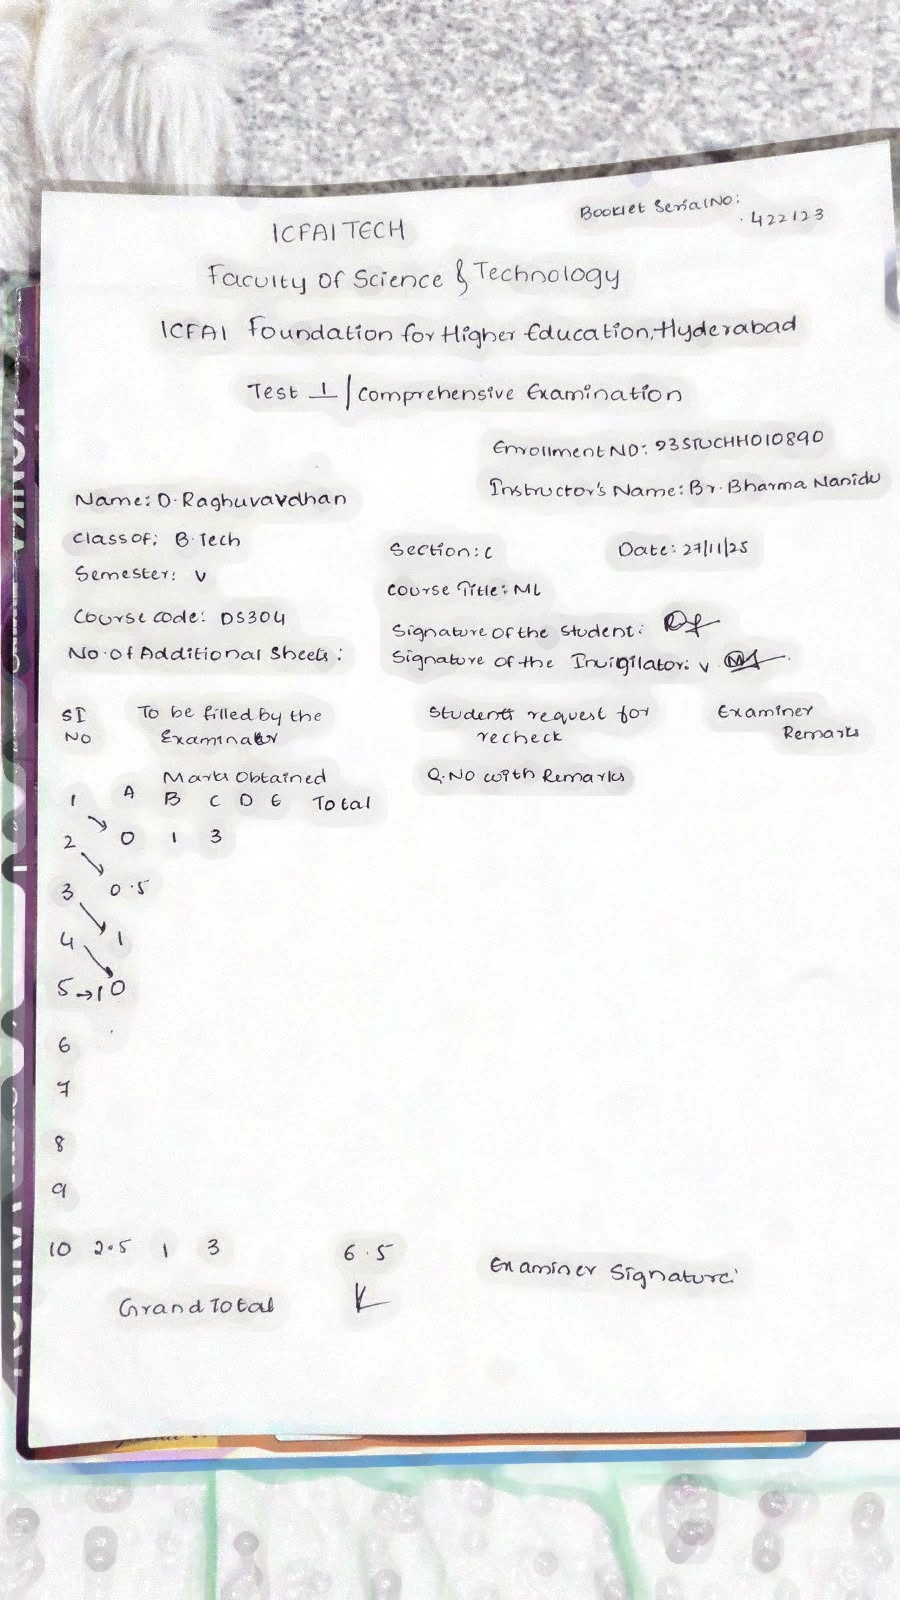 Booklet Serial No:
. 422123
ICFAI TECH
Faculty Of Science & Technology
ICFAI Foundation for Higher Education, Hyderabad
Test 1 | Comprehensive Examination
Enrollment NO: 23STUCHH010890
Instructor's Name: Br. Bharma Nanidu
Name: D. Raghuvardhan
Class of: B.Tech
Section: C
Date: 27/11/25
Semester: V
Course Title: ML
Course code: DS304
Signature of the Student:
No. of Additional Sheets:
Signature of the Invigilator: v
SI To be filled by the Students request for Examiner
NO Examinater recheck Remarks
Marks Obtained Q.No with Remarks
1 A B C D E Total
2 0 1 3
3 0.5
4 1
5 → 10
6
7
8
9
10 2.5 1 3 6.5
Examiner Signature:
Grand Total